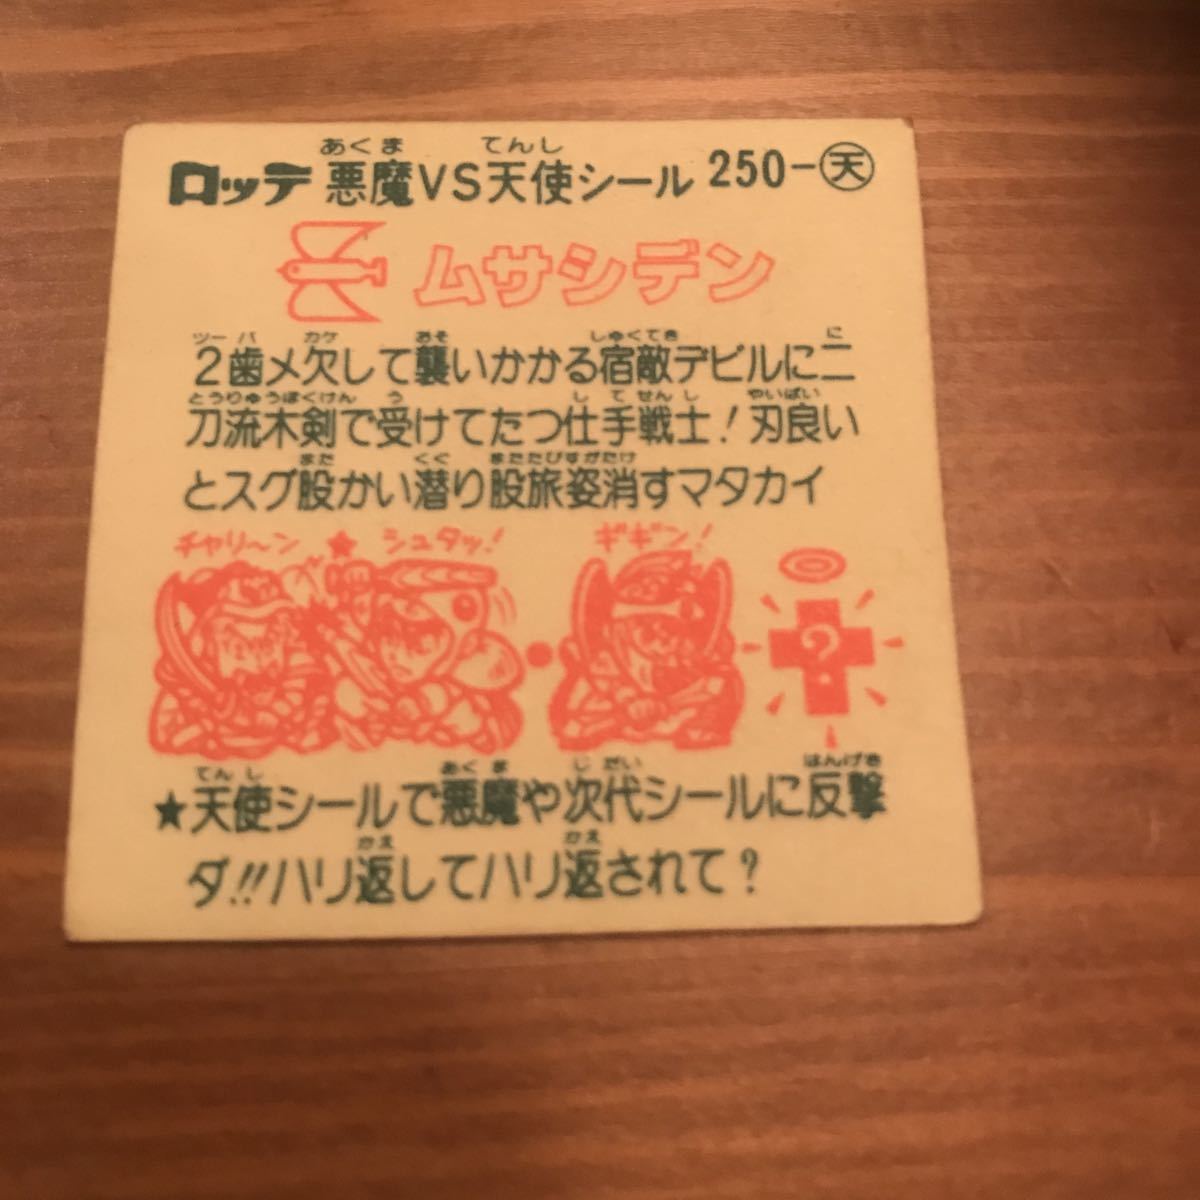 あくま てんし
ロッテ 悪魔VS天使シール 250-天
ムサシデン
ツーバ カケ おそ しゅくてき に
2歯メ欠して襲いかかる宿敵デビルに二
とうりゅうぼくけん う してせんし やいばい
刀流木剣で受けてたつ仕手戦士!刃良い
また くぐ またたびすがたけ
とスグ股かい潜り股旅姿消すマタカイ
チャリ〜ン ★ シュタッ! ギギン!
?
てんし あくま じだい はんげき
★天使シールで悪魔や次代シールに反撃
かえ かえ
ダ!!ハリ返してハリ返されて?